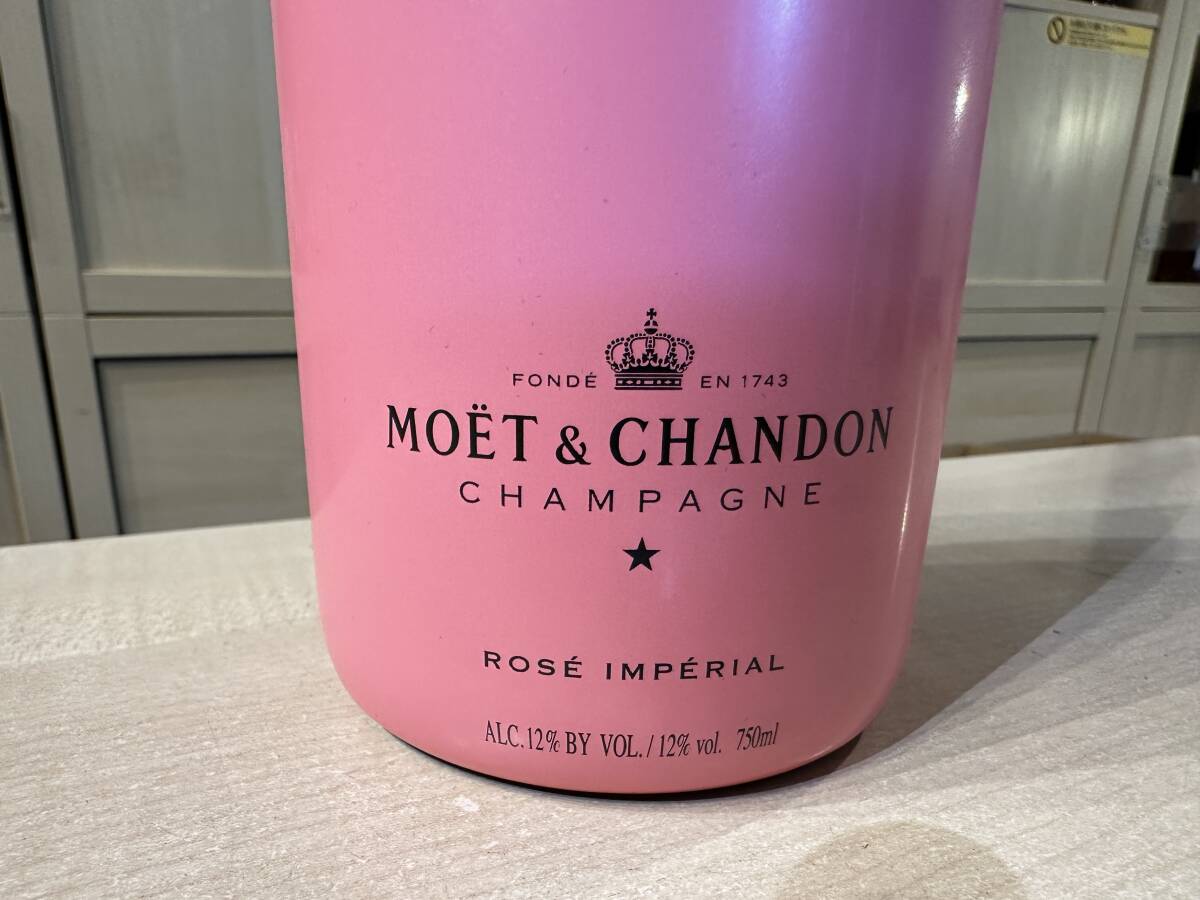 FONDÉ EN 1743
MOËT & CHANDON
CHAMPAGNE
ROSÉ IMPÉRIAL
ALC.12% BY VOL./12% vol. 750ml